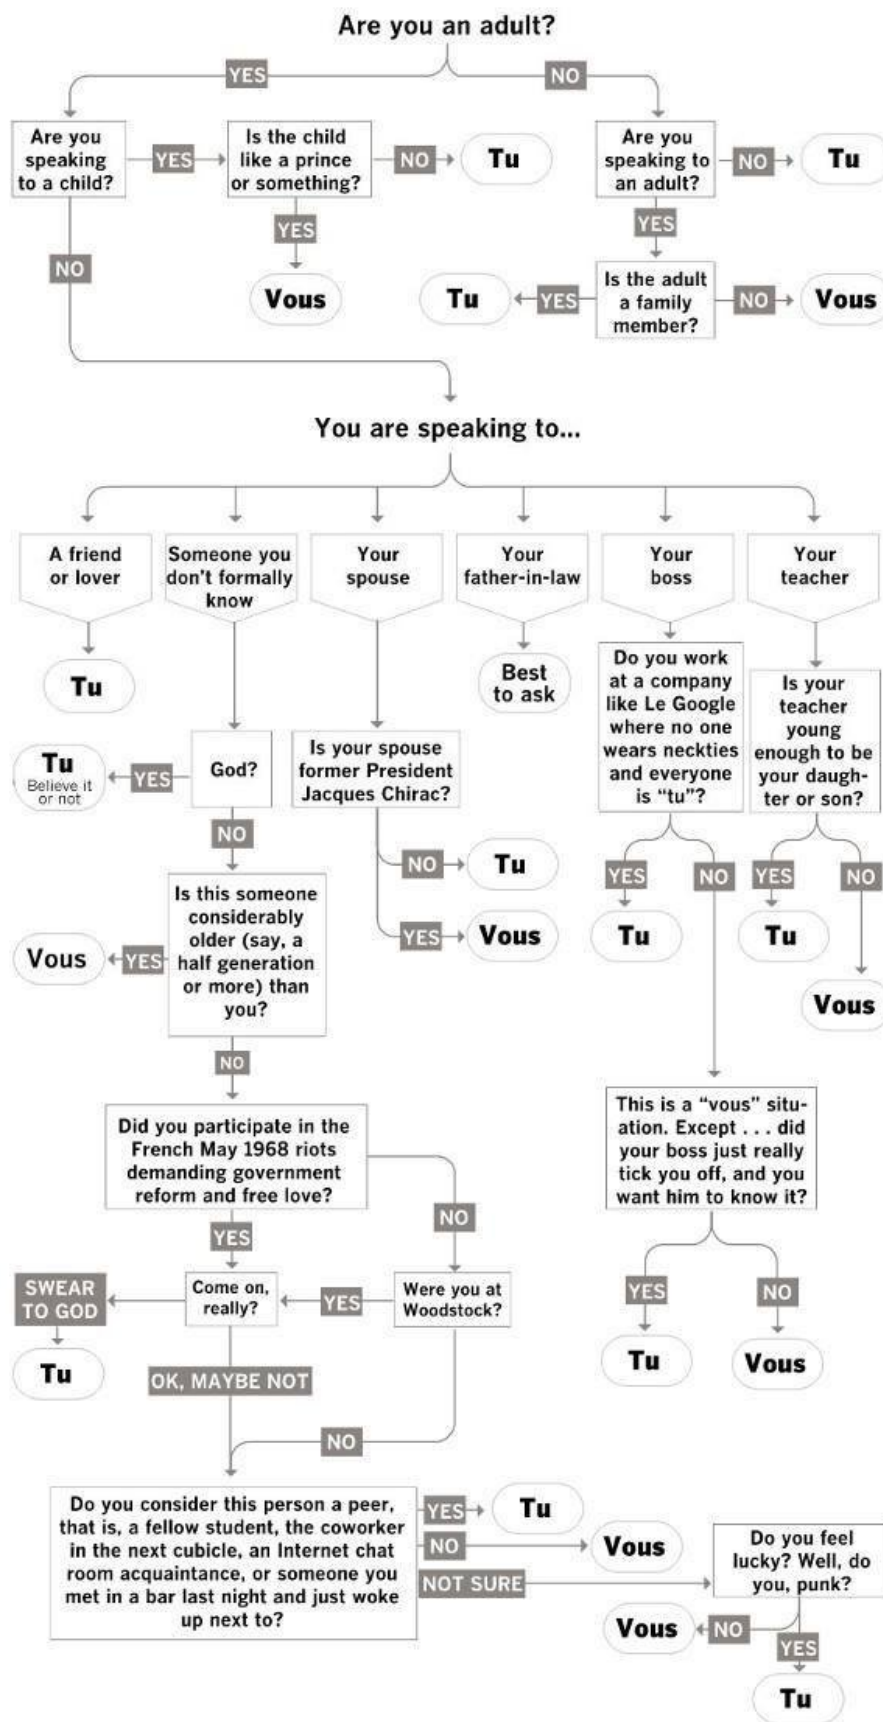 Are you an adult?
YES
NO
Are you
speaking
to a child?
YES
Is the child
like a prince
or something?
NO
Tu
Are you
speaking to
an adult?
NO
Tu
YES
YES
NO
Vous
Tu
YES
Is the adult
a family
member?
NO
Vous
You are speaking to...
A friend
or lover
Someone you
don't formally
know
Your
spouse
Your
father-in-law
Your
boss
Your
teacher
Tu
Best
to ask
Do you work
at a company
like Le Google
where no one
wears neckties
and everyone
is “tu”?
Is your
teacher
young
enough to be
your daugh-
ter or son?
Tu
Believe it
or not
YES
God?
Is your spouse
former President
Jacques Chirac?
NO
NO
Tu
YES
NO
YES
NO
Is this someone
considerably
older (say, a
half generation
or more) than
you?
Vous
YES
YES
Vous
Tu
Tu
Vous
NO
Did you participate in the
French May 1968 riots
demanding government
reform and free love?
This is a “vous” situ-
ation. Except . . . did
your boss just really
tick you off, and you
want him to know it?
YES
NO
SWEAR
TO GOD
Come on,
really?
YES
Were you at
Woodstock?
YES
NO
Tu
OK, MAYBE NOT
Tu
Vous
NO
Do you consider this person a peer,
that is, a fellow student, the coworker
in the next cubicle, an Internet chat
room acquaintance, or someone you
met in a bar last night and just woke
up next to?
YES
Tu
NO
Vous
NOT SURE
Do you feel
lucky? Well, do
you, punk?
Vous
NO
YES
Tu